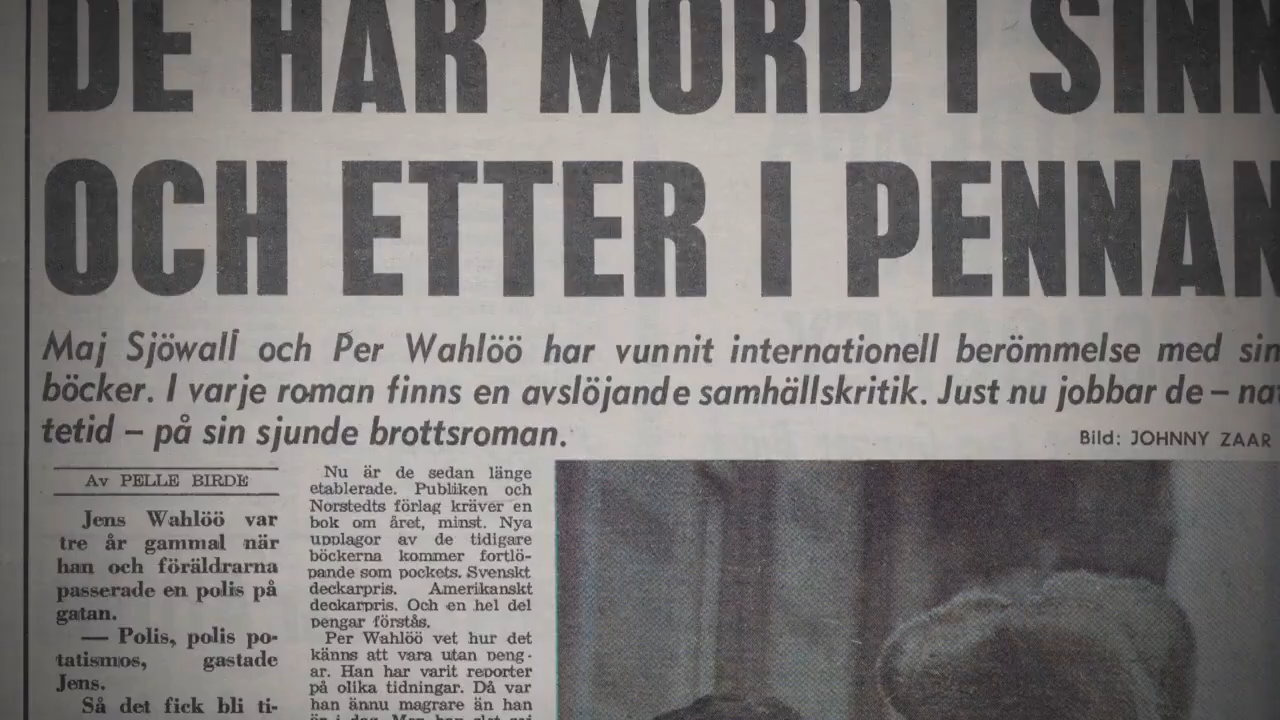 DE HAR MORD I SINN
OCH ETTER I PENNAN
Maj Sjöwall och Per Wahlöö har vunnit internationell berömmelse med sin
böcker. I varje roman finns en avslöjande samhällskritik. Just nu jobbar de – nat
tetid – på sin sjunde brottsroman.
Bild: JOHNNY ZAAR
Av PELLE BIRDE
Jens Wahlöö var
tre år gammal när
han och föräldrarna
passerade en polis på
gatan.
— Polis, polis po-
tatismos, gastade
Jens.
Så det fick bli ti-
Nu är de sedan länge
etablerade. Publiken och
Norstedts förlag kräver en
bok om året, minst. Nya
upplagor av de tidigare
böckerna kommer fortlö-
pande som pockets. Svenskt
deckarpris. Amerikanskt
deckarpris. Och en hel del
pengar förstås.
Per Wahlöö vet hur det
känns att vara utan peng-
ar. Han har varit reporter
på olika tidningar. Då var
han ännu magrare än han